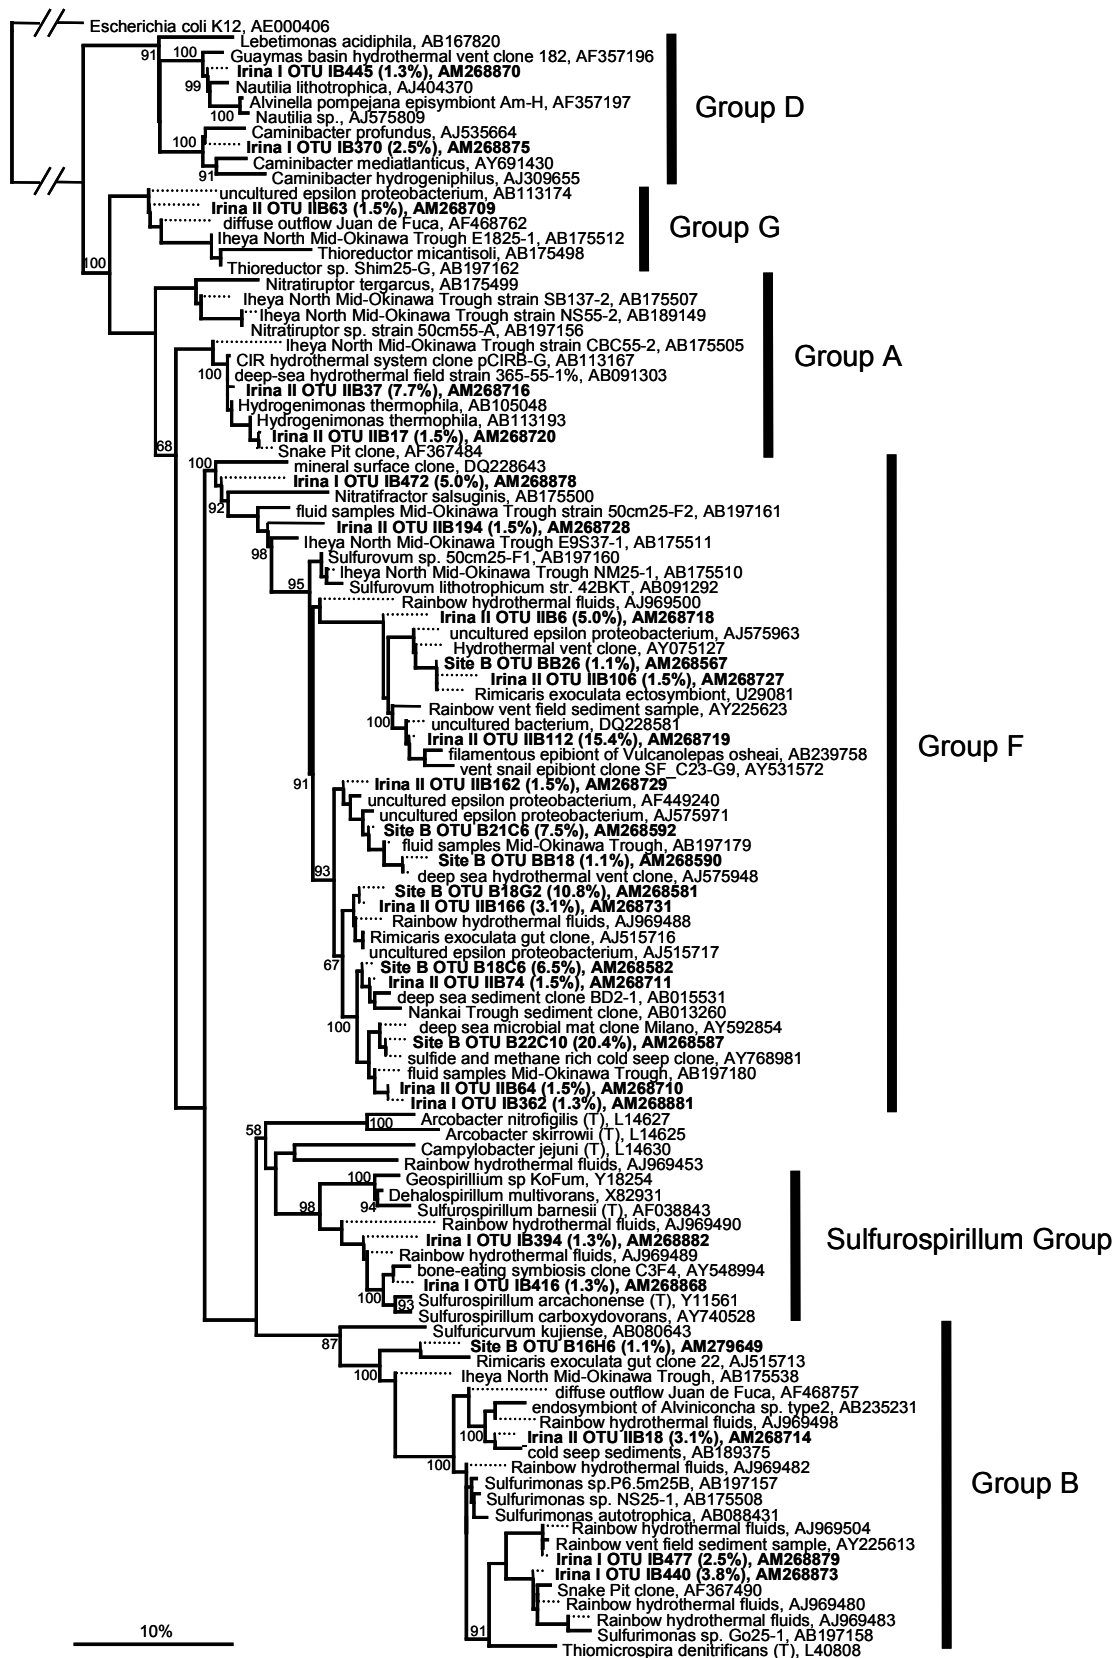 Escherichia coli K12, AE000406
Lebetimonas acidiphila, AB167820
91
100
Guaymas basin hydrothermal vent clone 182, AF357196
Irina I OTU IB445 (1.3%), AM268870
99
Nautilia lithotrophica, AJ404370
Alvinella pompejana episymbiont Am-H, AF357197
100
Nautilia sp., AJ575809
Group D
Caminibacter profundus, AJ535664
100
Irina I OTU IB370 (2.5%), AM268875
Caminibacter mediatlanticus, AY691430
91
Caminibacter hydrogeniphilus, AJ309655
uncultured epsilon proteobacterium, AB113174
Irina II OTU IIB63 (1.5%), AM268709
diffuse outflow Juan de Fuca, AF468762
Group G
Iheya North Mid-Okinawa Trough E1825-1, AB175512
Thioreductor micantisoli, AB175498
100
Thioreductor sp. Shim25-G, AB197162
Nitratiruptor tergarcus, AB175499
Iheya North Mid-Okinawa Trough strain SB137-2, AB175507
Iheya North Mid-Okinawa Trough strain NS55-2, AB189149
Nitratiruptor sp. strain 50cm55-A, AB197156
Iheya North Mid-Okinawa Trough strain CBC55-2, AB175505
Group A
CIR hydrothermal system clone pCIRB-G, AB113167
100
deep-sea hydrothermal field strain 365-55-1%, AB091303
Irina II OTU IIB37 (7.7%), AM268716
Hydrogenimonas thermophila, AB105048
Hydrogenimonas thermophila, AB113193
Irina II OTU IIB17 (1.5%), AM268720
68
Snake Pit clone, AF367484
100
mineral surface clone, DQ228643
Irina I OTU IB472 (5.0%), AM268878
Nitratifractor salsuginis, AB175500
92
fluid samples Mid-Okinawa Trough strain 50cm25-F2, AB197161
Irina II OTU IIB194 (1.5%), AM268728
Iheya North Mid-Okinawa Trough E9S37-1, AB175511
98
Sulfurovum sp. 50cm25-F1, AB197160
Iheya North Mid-Okinawa Trough NM25-1, AB175510
95
Sulfurovum lithotrophicum str. 42BKT, AB091292
Rainbow hydrothermal fluids, AJ969500
Irina II OTU IIB6 (5.0%), AM268718
uncultured epsilon proteobacterium, AJ575963
Hydrothermal vent clone, AY075127
Site B OTU BB26 (1.1%), AM268567
Irina II OTU IIB106 (1.5%), AM268727
Rimicaris exoculata ectosymbiont, U29081
Rainbow vent field sediment sample, AY225623
100
uncultured bacterium, DQ228581
Irina II OTU IIB112 (15.4%), AM268719
Group F
filamentous epibiont of Vulcanolepas osheai, AB239758
vent snail epibiont clone SF_C23-G9, AY531572
91
Irina II OTU IIB162 (1.5%), AM268729
uncultured epsilon proteobacterium, AF449240
uncultured epsilon proteobacterium, AJ575971
Site B OTU B21C6 (7.5%), AM268592
fluid samples Mid-Okinawa Trough, AB197179
Site B OTU BB18 (1.1%), AM268590
93
deep sea hydrothermal vent clone, AJ575948
Site B OTU B18G2 (10.8%), AM268581
Irina II OTU IIB166 (3.1%), AM268731
Rainbow hydrothermal fluids, AJ969488
Rimicaris exoculata gut clone, AJ515716
uncultured epsilon proteobacterium, AJ515717
67
Site B OTU B18C6 (6.5%), AM268582
Irina II OTU IIB74 (1.5%), AM268711
deep sea sediment clone BD2-1, AB015531
Nankai Trough sediment clone, AB013260
100
deep sea microbial mat clone Milano, AY592854
Site B OTU B22C10 (20.4%), AM268587
sulfide and methane rich cold seep clone, AY768981
fluid samples Mid-Okinawa Trough, AB197180
Irina II OTU IIB64 (1.5%), AM268710
Irina I OTU IB362 (1.3%), AM268881
Arcobacter nitrofigilis (T), L14627
58
100
Arcobacter skirrowii (T), L14625
Campylobacter jejuni (T), L14630
Rainbow hydrothermal fluids, AJ969453
100
Geospirillium sp KoFum, Y18254
Dehalospirillum multivorans, X82931
98
94
Sulfurospirillum barnesii (T), AF038843
Rainbow hydrothermal fluids, AJ969490
Irina I OTU IB394 (1.3%), AM268882
Sulfurospirillum Group
Rainbow hydrothermal fluids, AJ969489
bone-eating symbiosis clone C3F4, AY548994
Irina I OTU IB416 (1.3%), AM268868
100
93
Sulfurospirillum arcachonense (T), Y11561
Sulfurospirillum carboxydovorans, AY740528
Sulfuricurvum kujiense, AB080643
87
Site B OTU B16H6 (1.1%), AM279649
Rimicaris exoculata gut clone 22, AJ515713
100
Iheya North Mid-Okinawa Trough, AB175538
diffuse outflow Juan de Fuca, AF468757
endosymbiont of Alviniconcha sp. type2, AB235231
Rainbow hydrothermal fluids, AJ969498
100
Irina II OTU IIB18 (3.1%), AM268714
cold seep sediments, AB189375
100
Rainbow hydrothermal fluids, AJ969482
Sulfurimonas sp.P6.5m25B, AB197157
Group B
Sulfurimonas sp. NS25-1, AB175508
Sulfurimonas autotrophica, AB088431
Rainbow hydrothermal fluids, AJ969504
Rainbow vent field sediment sample, AY225613
Irina I OTU IB477 (2.5%), AM268879
Irina I OTU IB440 (3.8%), AM268873
Snake Pit clone, AF367490
Rainbow hydrothermal fluids, AJ969480
Rainbow hydrothermal fluids, AJ969483
10%
91
Sulfurimonas sp. Go25-1, AB197158
Thiomicrospira denitrificans (T), L40808